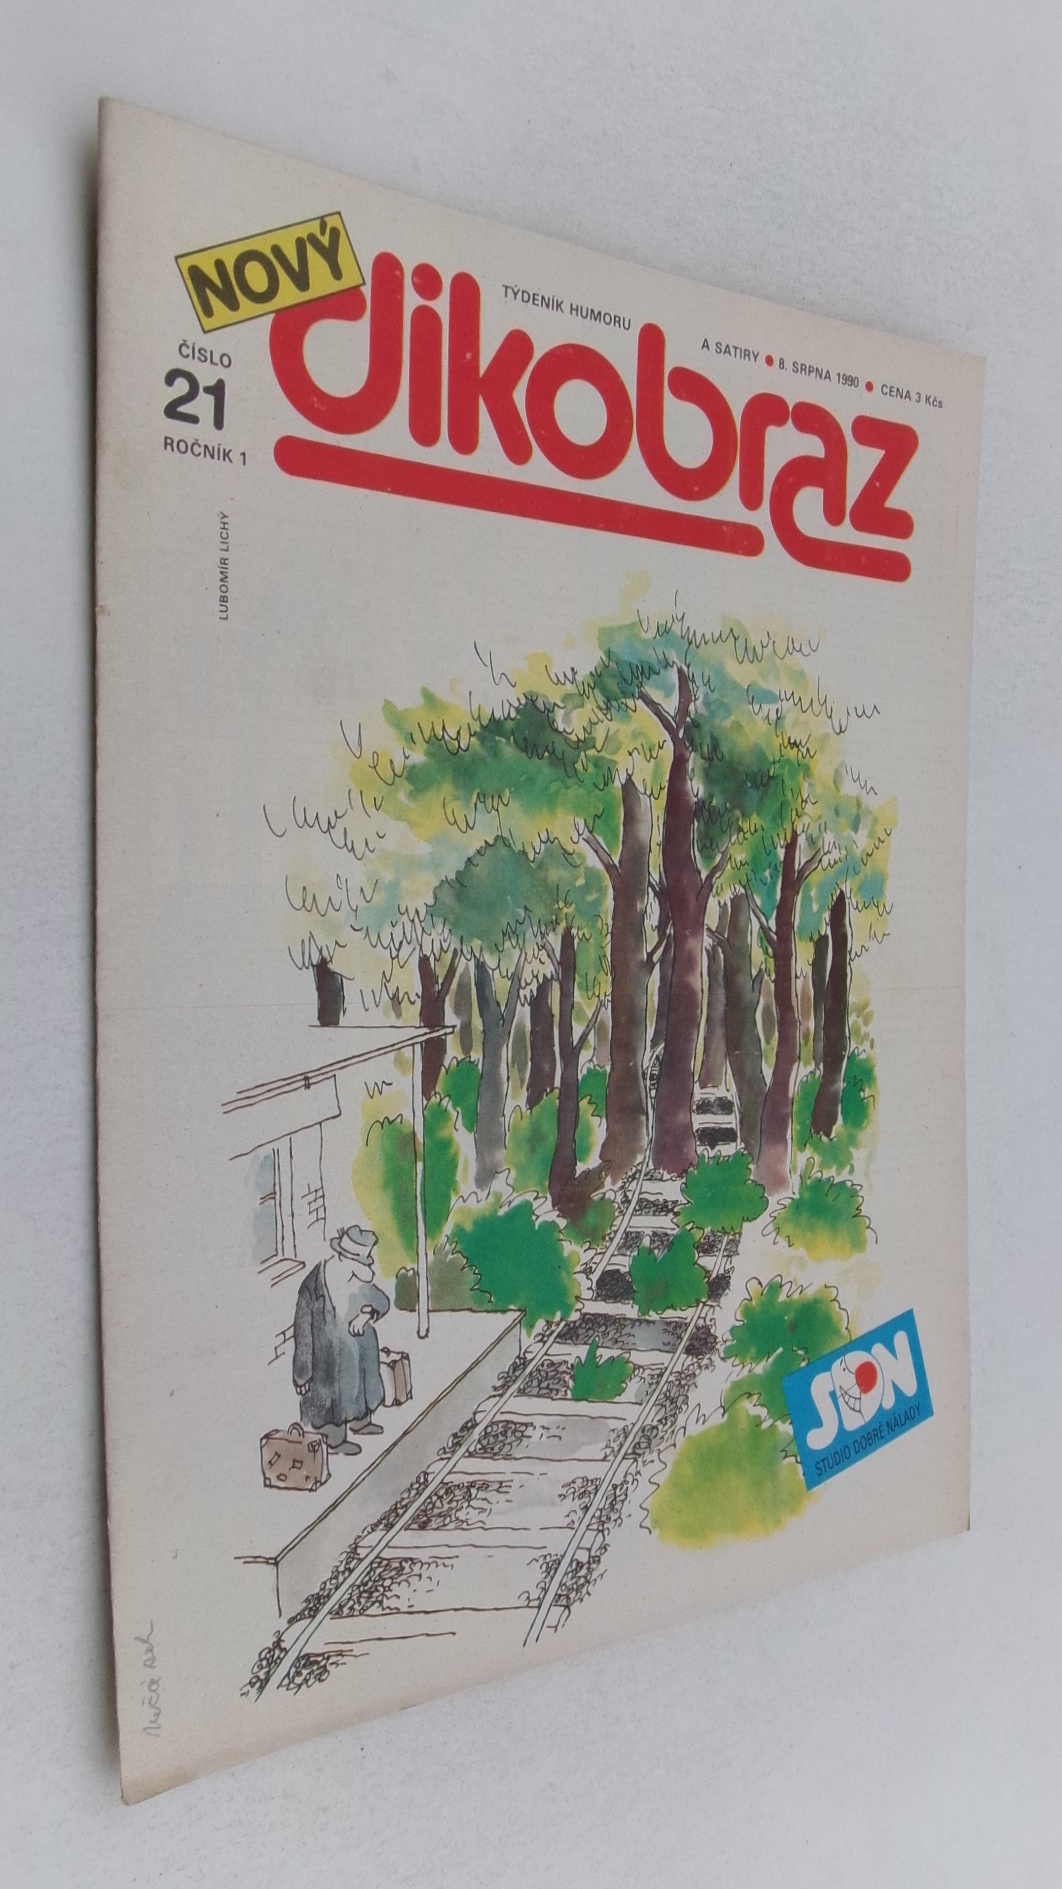 NOVÝ
dikobraz
TÝDENÍK HUMORU A SATIRY ● 8. SRPNA 1990 ● CENA 3 Kčs
ČÍSLO
21
ROČNÍK 1
LUBOMÍR LICHÝ
SDN
STUDIO DOBRÉ NÁLADY